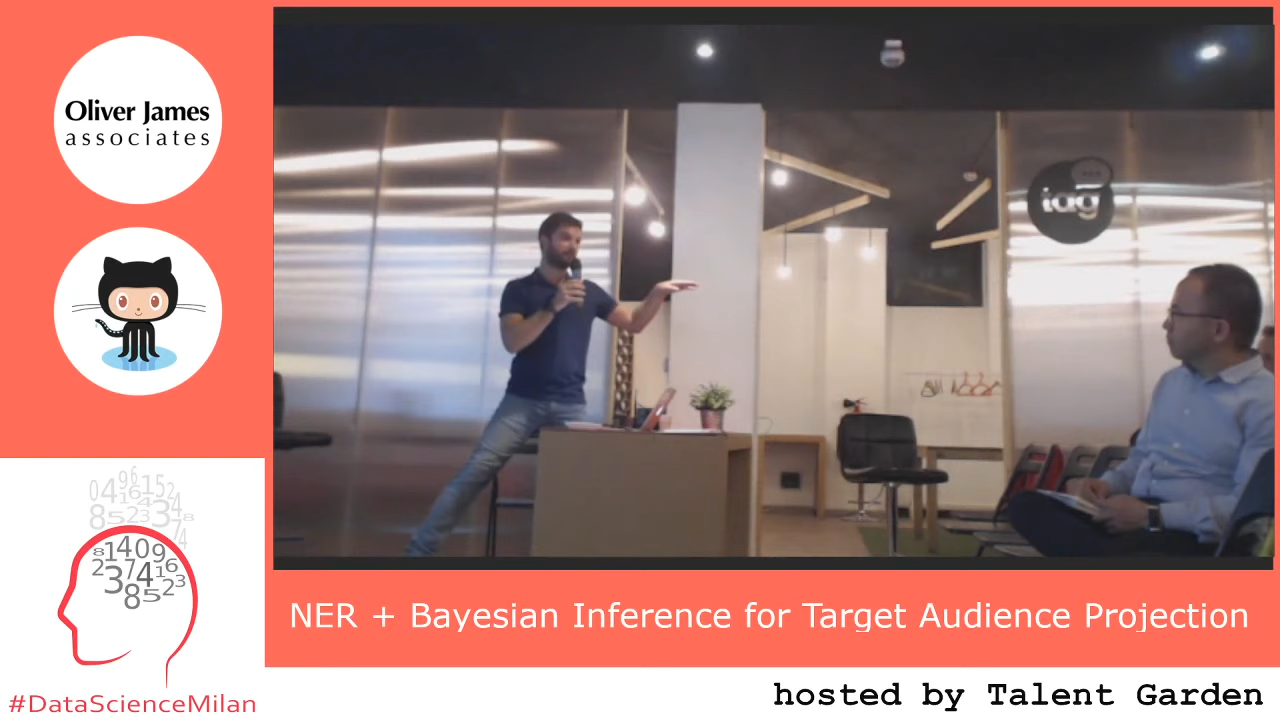 Oliver James
associates
tag
NER + Bayesian Inference for Target Audience Projection
#DataScienceMilan
hosted by Talent Garden